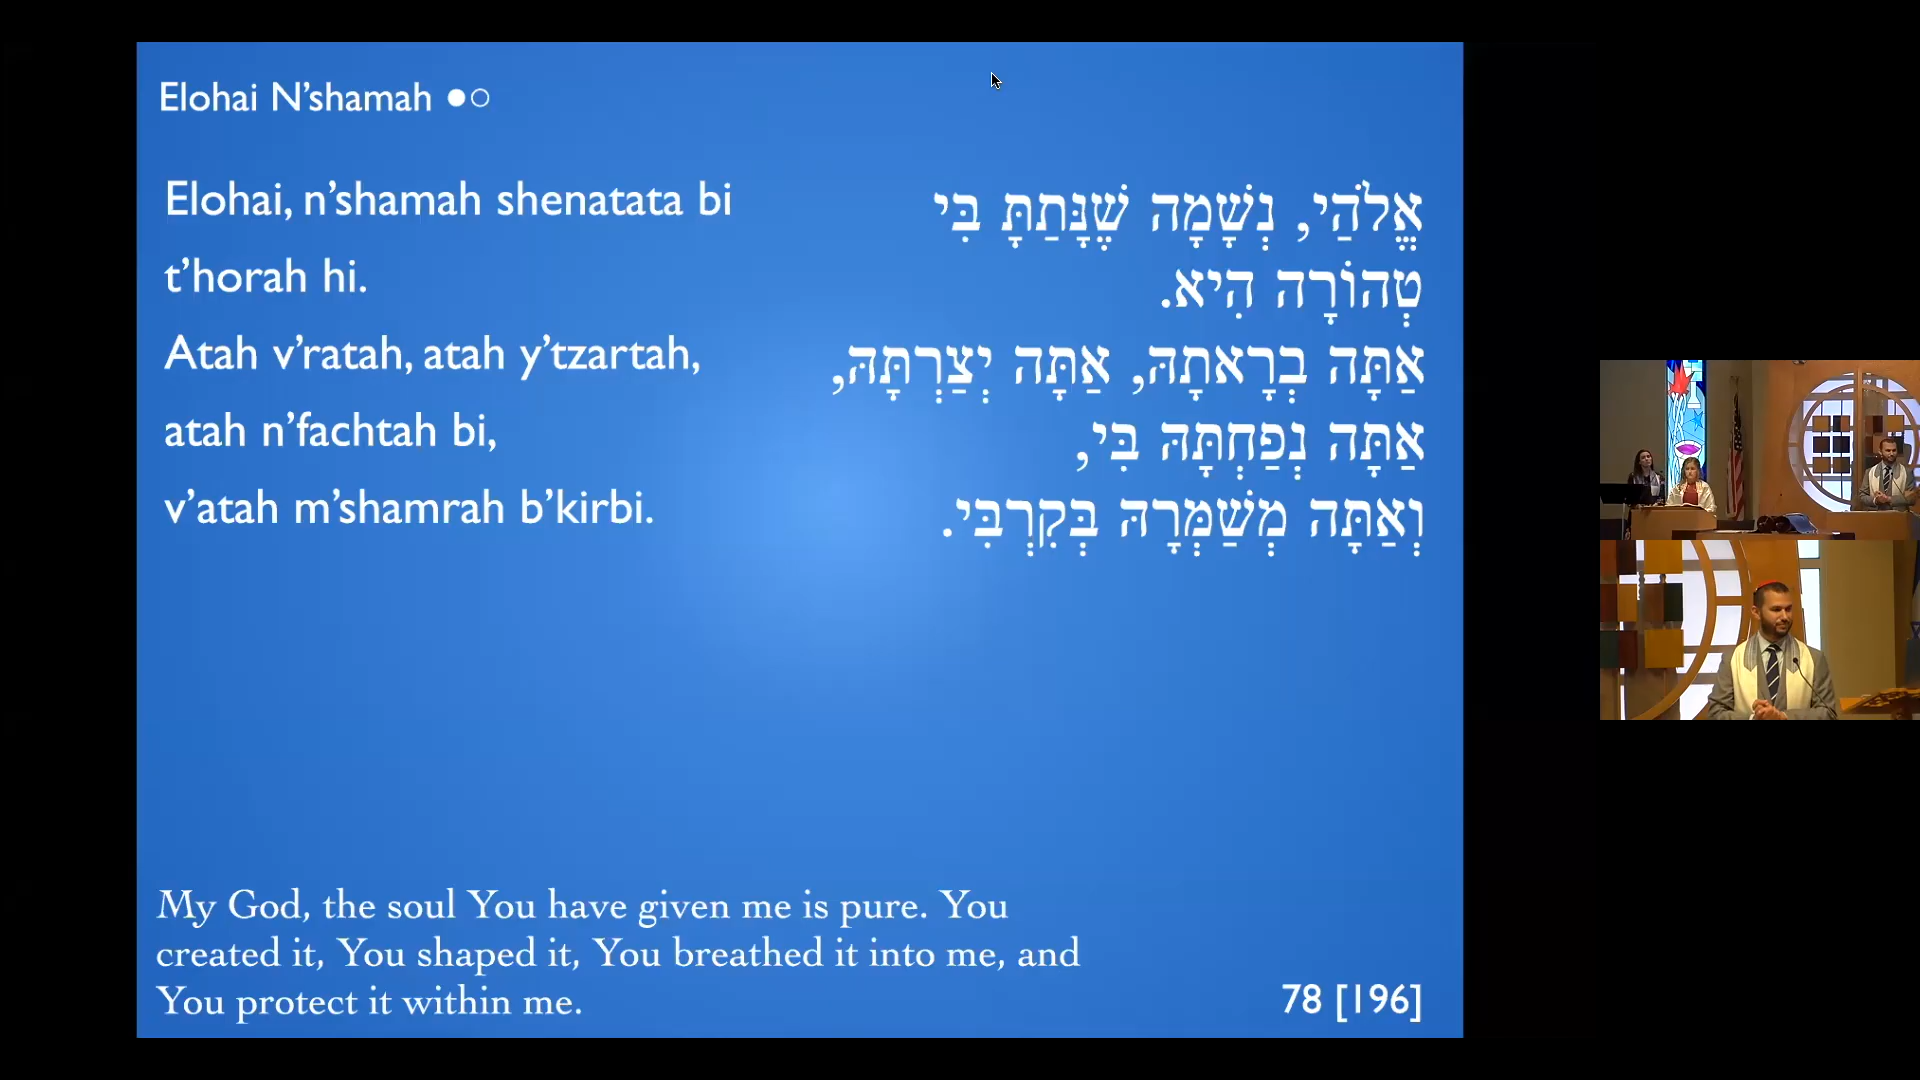 Elohai N’shamah ●○
Elohai, n’shamah shenatata bi
t’horah hi.
Atah v’ratah, atah y’tzartah,
atah n’fachtah bi,
v’atah m’shamrah b’kirbi.
אֱלֹהַי, נְשָׁמָה שֶׁנָּתַתָּ בִּי
טְהוֹרָה הִיא.
אַתָּה בְרָאתָהּ, אַתָּה יְצַרְתָּהּ,
אַתָּה נְפַחְתָּהּ בִּי,
וְאַתָּה מְשַׁמְּרָהּ בְּקִרְבִּי.
My God, the soul You have given me is pure. You
created it, You shaped it, You breathed it into me, and
You protect it within me.
78 [196]